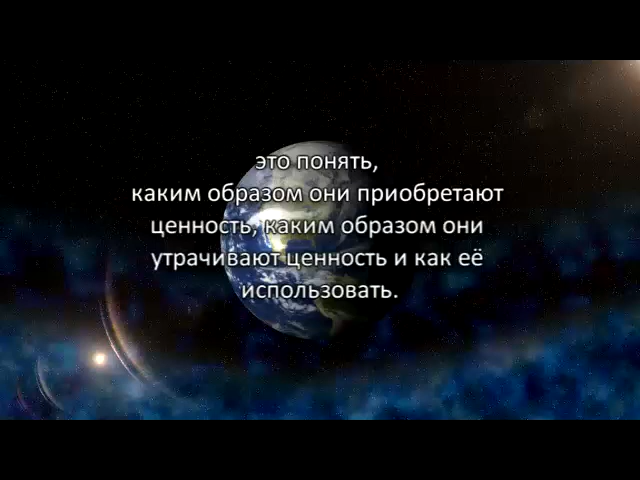 это понять,
каким образом они приобретают
ценность, каким образом они
утрачивают ценность и как её
использовать.